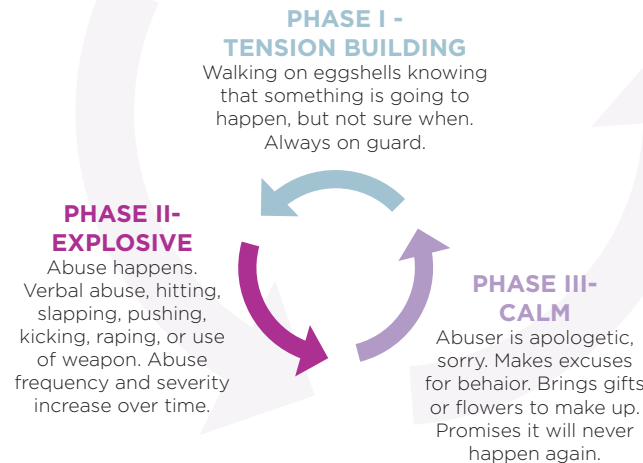 PHASE I -
TENSION BUILDING
Walking on eggshells knowing
that something is going to
happen, but not sure when.
Always on guard.
PHASE II-
EXPLOSIVE
Abuse happens.
Verbal abuse, hitting,
slapping, pushing,
kicking, raping, or use
of weapon. Abuse
frequency and severity
increase over time.
PHASE III-
CALM
Abuser is apologetic,
sorry. Makes excuses
for behaior. Brings gifts
or flowers to make up.
Promises it will never
happen again.